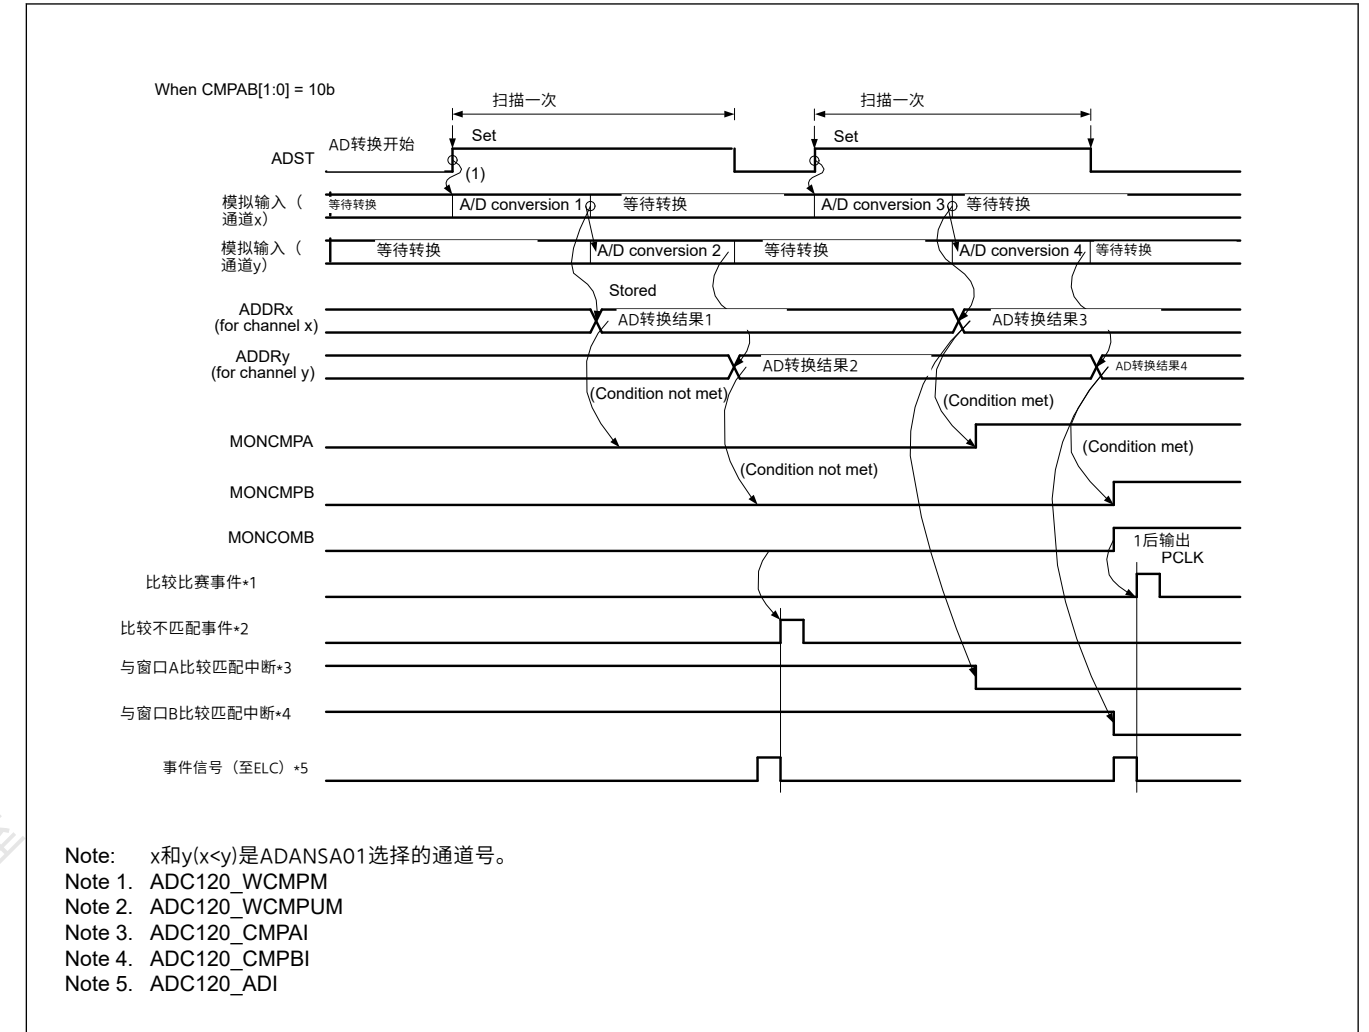 When CMPAB[1:0] = 10b
扫描一次
扫描一次
ADST
AD转换开始
Set
Set
(1)
模拟输入（
通道x）
等待转换
A/D conversion 1
等待转换
A/D conversion 3
等待转换
模拟输入（
通道y）
等待转换
A/D conversion 2
等待转换
A/D conversion 4
等待转换
Stored
ADDRx
(for channel x)
AD转换结果1
AD转换结果3
ADDRy
(for channel y)
AD转换结果2
AD转换结果4
(Condition not met)
(Condition met)
MONCMPA
(Condition met)
(Condition not met)
MONCMPB
MONCOMB
1后输出
PCLK
比较比赛事件*1
比较不匹配事件*2
与窗口A比较匹配中断*3
与窗口B比较匹配中断*4
事件信号（至ELC）*5
Note: x和y(x<y)是ADANSA01选择的通道号。
Note 1. ADC120_WCMPM
Note 2. ADC120_WCMPUM
Note 3. ADC120_CMPAI
Note 4. ADC120_CMPBI
Note 5. ADC120_ADI